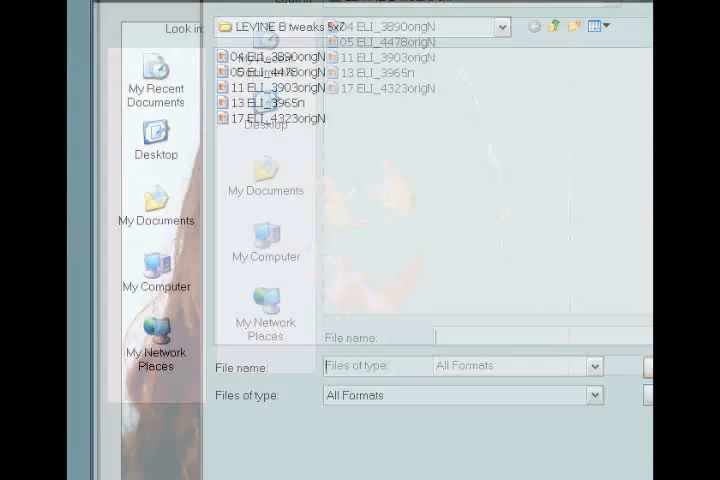 Look in: LEVINE B tweaks 5x7
04 ELI_3890origN
05 ELI_4478origN
11 ELI_3903origN
13 ELI_3965n
17 ELI_4323origN
04 ELI_3890origN
05 ELI_4478origN
11 ELI_3903origN
13 ELI_3965n
17 ELI_4323origN
My Recent
Documents
Desktop
My Documents
My Computer
My Network
Places
Desktop
My Documents
My Computer
My Network
Places
File name:
Files of type: All Formats
File name:
Files of type: All Formats